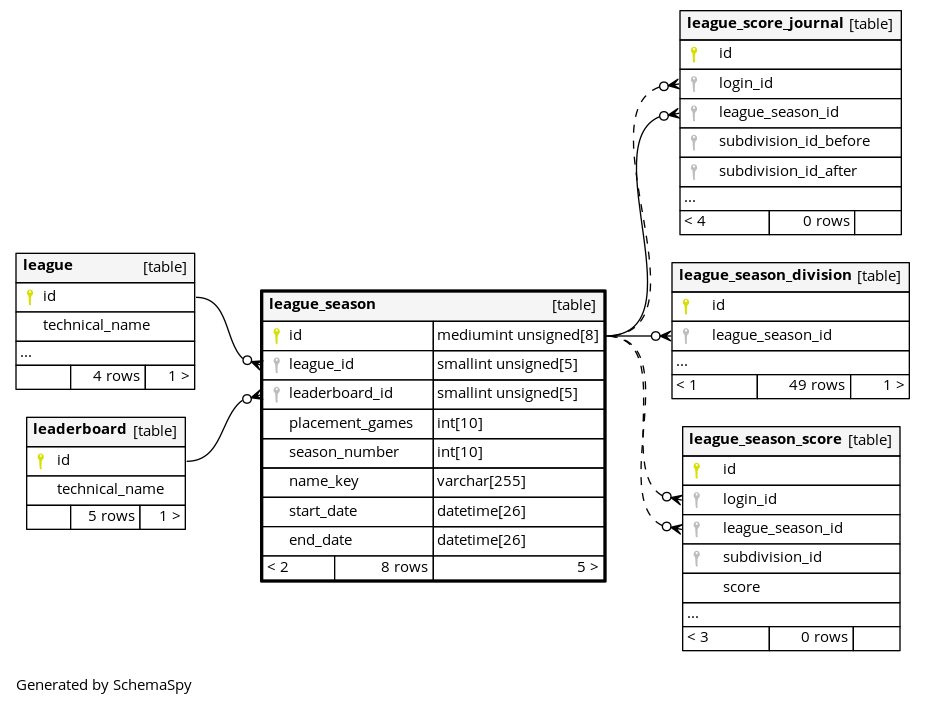 league_score_journal [table]
id
login_id
league_season_id
subdivision_id_before
subdivision_id_after
...
< 4 0 rows
league [table]
id
technical_name
...
4 rows 1 >
leaderboard [table]
id
technical_name
5 rows 1 >
league_season [table]
id mediumint unsigned[8]
league_id smallint unsigned[5]
leaderboard_id smallint unsigned[5]
placement_games int[10]
season_number int[10]
name_key varchar[255]
start_date datetime[26]
end_date datetime[26]
< 2 8 rows 5 >
league_season_division [table]
id
league_season_id
...
< 1 49 rows 1 >
league_season_score [table]
id
login_id
league_season_id
subdivision_id
score
...
< 3 0 rows
Generated by SchemaSpy